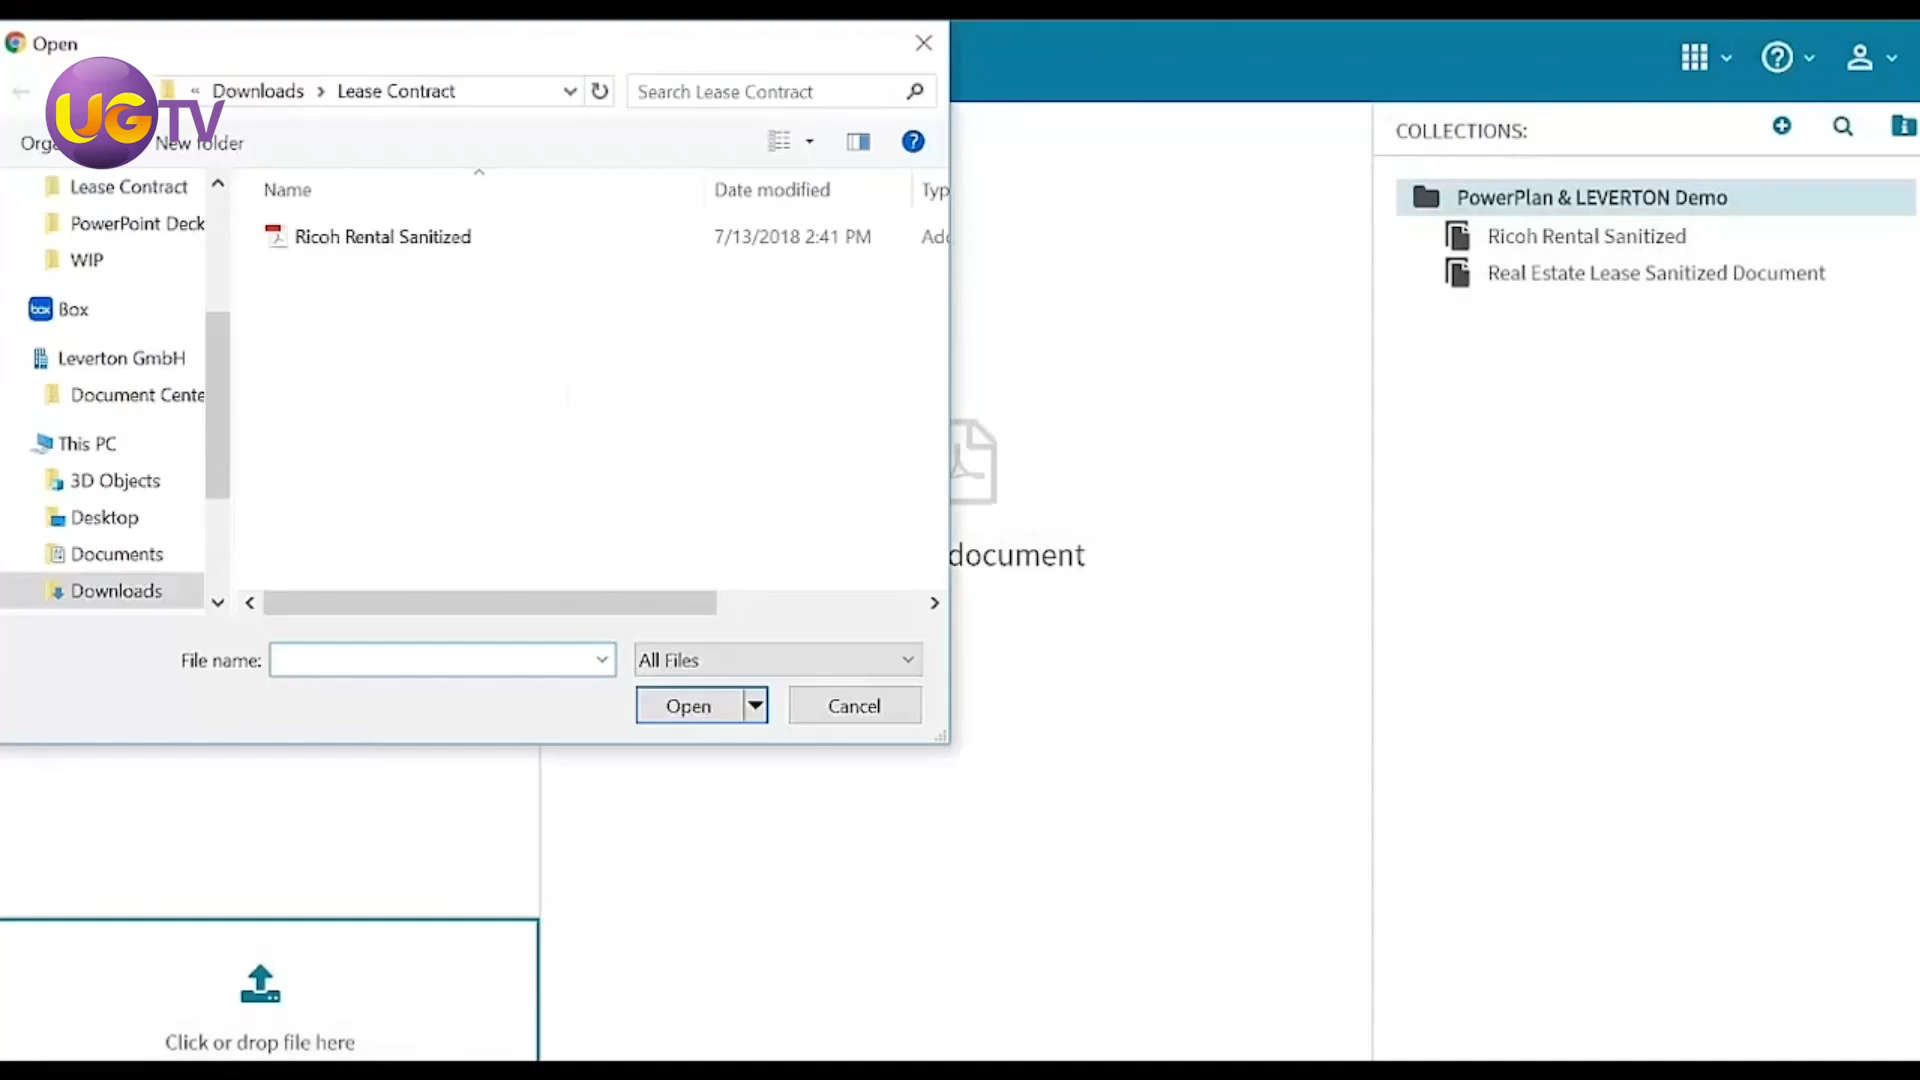 Open
UGTV
« Downloads > Lease Contract
Search Lease Contract
New folder
Lease Contract
PowerPoint Deck
WIP
Box
Leverton GmbH
Document Cente
This PC
3D Objects
Desktop
Documents
Downloads
Name
Date modified
Typ
Ricoh Rental Sanitized
7/13/2018 2:41 PM
Ado
File name:
All Files
Open
Cancel
document
Click or drop file here
COLLECTIONS:
PowerPlan & LEVERTON Demo
Ricoh Rental Sanitized
Real Estate Lease Sanitized Document